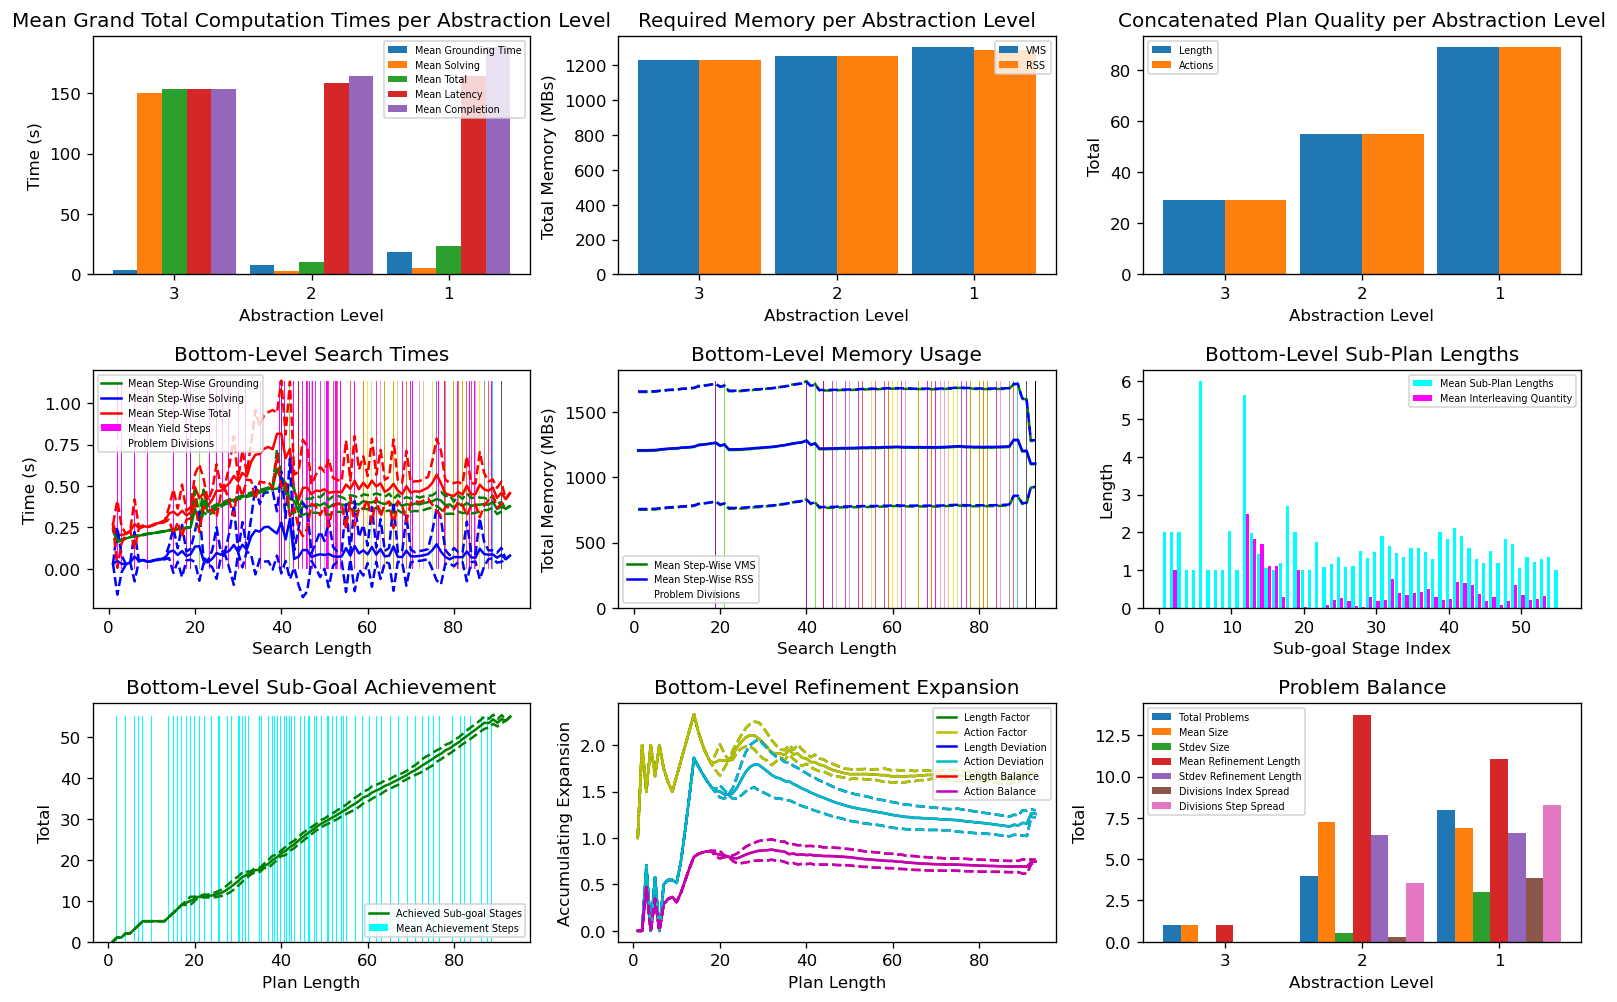 Mean Grand Total Computation Times per Abstraction Level
Time (s)
150
100
50
0
Mean Grounding Time
Mean Solving
Mean Total
Mean Latency
Mean Completion
3 2 1
Abstraction Level
Required Memory per Abstraction Level
Total Memory (MBs)
1200
1000
800
600
400
200
0
VMS
RSS
3 2 1
Abstraction Level
Concatenated Plan Quality per Abstraction Level
Total
80
60
40
20
0
Length
Actions
3 2 1
Abstraction Level
Bottom-Level Search Times
Time (s)
1.00
0.75
0.50
0.25
0.00
Mean Step-Wise Grounding
Mean Step-Wise Solving
Mean Step-Wise Total
Mean Yield Steps
Problem Divisions
0 20 40 60 80
Search Length
Bottom-Level Memory Usage
Total Memory (MBs)
1500
1000
500
0
Mean Step-Wise VMS
Mean Step-Wise RSS
Problem Divisions
0 20 40 60 80
Search Length
Bottom-Level Sub-Plan Lengths
Length
6
5
4
3
2
1
0
Mean Sub-Plan Lengths
Mean Interleaving Quantity
0 10 20 30 40 50
Sub-goal Stage Index
Bottom-Level Sub-Goal Achievement
Total
50
40
30
20
10
0
Achieved Sub-goal Stages
Mean Achievement Steps
0 20 40 60 80
Plan Length
Bottom-Level Refinement Expansion
Accumulating Expansion
2.0
1.5
1.0
0.5
0.0
Length Factor
Action Factor
Length Deviation
Action Deviation
Length Balance
Action Balance
0 20 40 60 80
Plan Length
Problem Balance
Total
12.5
10.0
7.5
5.0
2.5
0.0
Total Problems
Mean Size
Stdev Size
Mean Refinement Length
Stdev Refinement Length
Divisions Index Spread
Divisions Step Spread
3 2 1
Abstraction Level